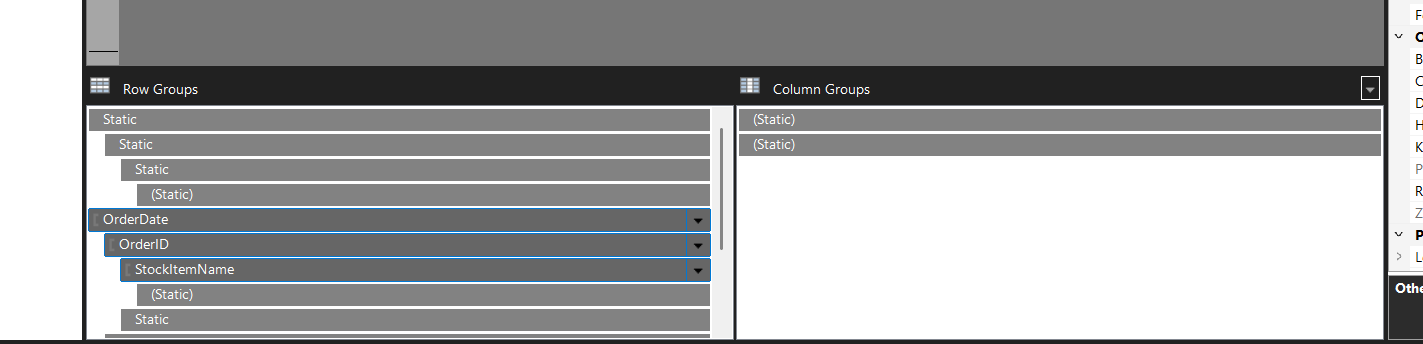 Row Groups
Column Groups
Static
Static
Static
(Static)
OrderDate
OrderID
StockItemName
(Static)
Static
(Static)
(Static)
F
B
C
D
H
K
P
R
Z
P
L
Othe